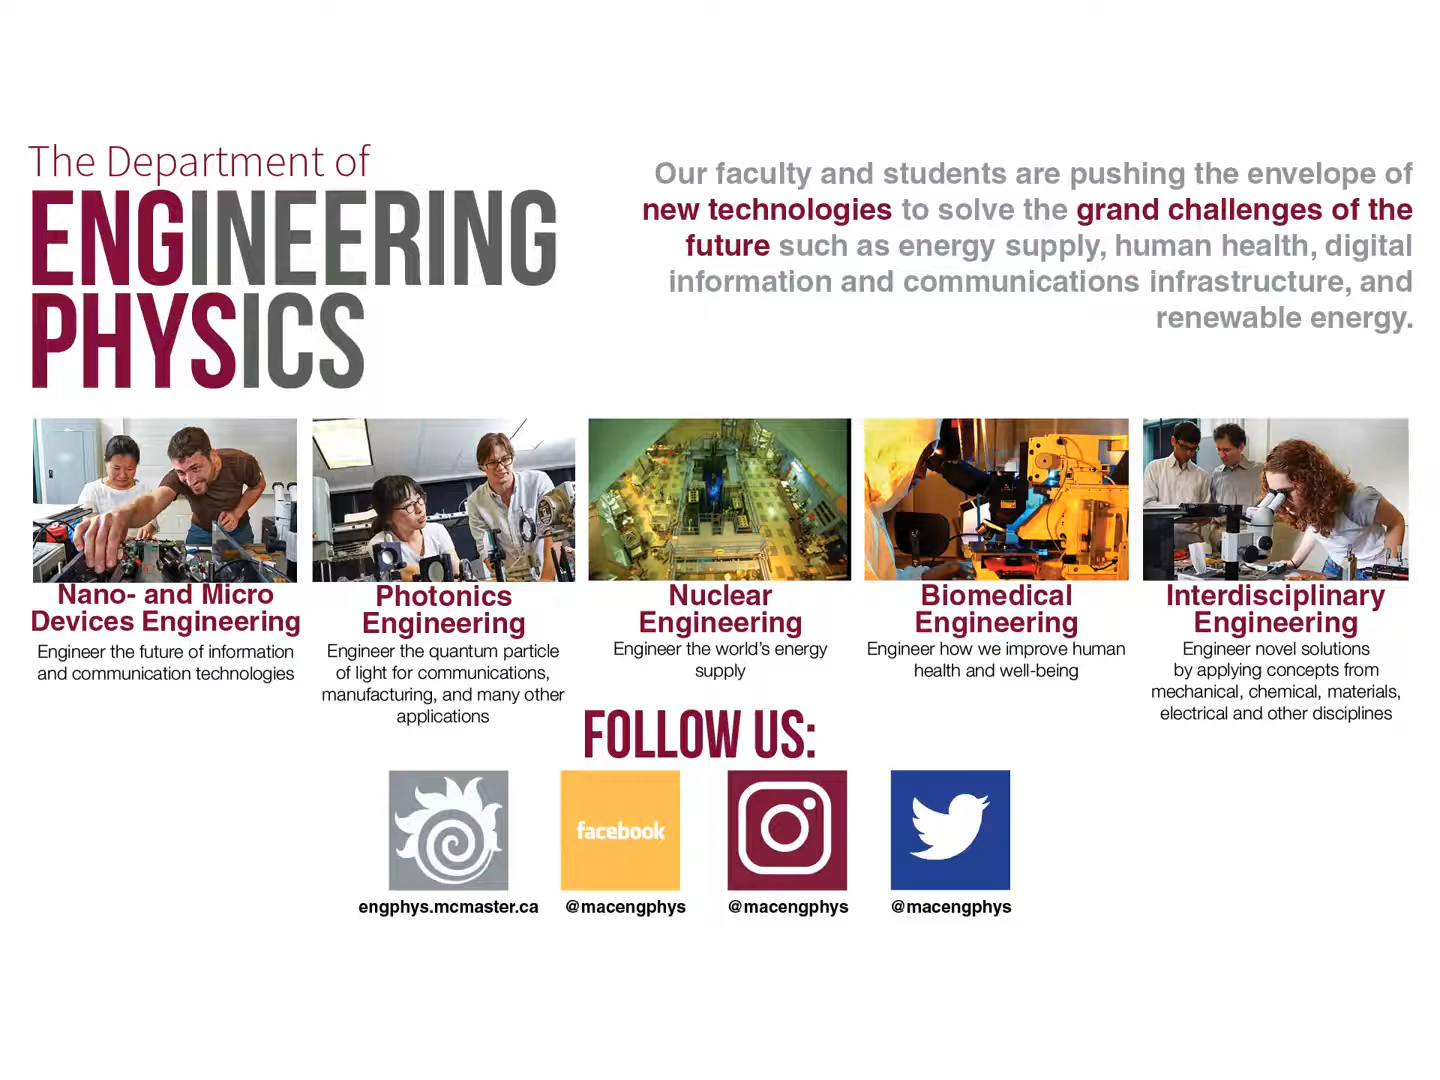 The Department of
ENGINEERING
PHYSICS
Our faculty and students are pushing the envelope of
new technologies to solve the grand challenges of the
future such as energy supply, human health, digital
information and communications infrastructure, and
renewable energy.
Nano- and Micro
Devices Engineering
Engineer the future of information
and communication technologies
Photonics
Engineering
Engineer the quantum particle
of light for communications,
manufacturing, and many other
applications
Nuclear
Engineering
Engineer the world's energy
supply
Biomedical
Engineering
Engineer how we improve human
health and well-being
Interdisciplinary
Engineering
Engineer novel solutions
by applying concepts from
mechanical, chemical, materials,
electrical and other disciplines
FOLLOW US:
facebook
engphys.mcmaster.ca
@macengphys
@macengphys
@macengphys